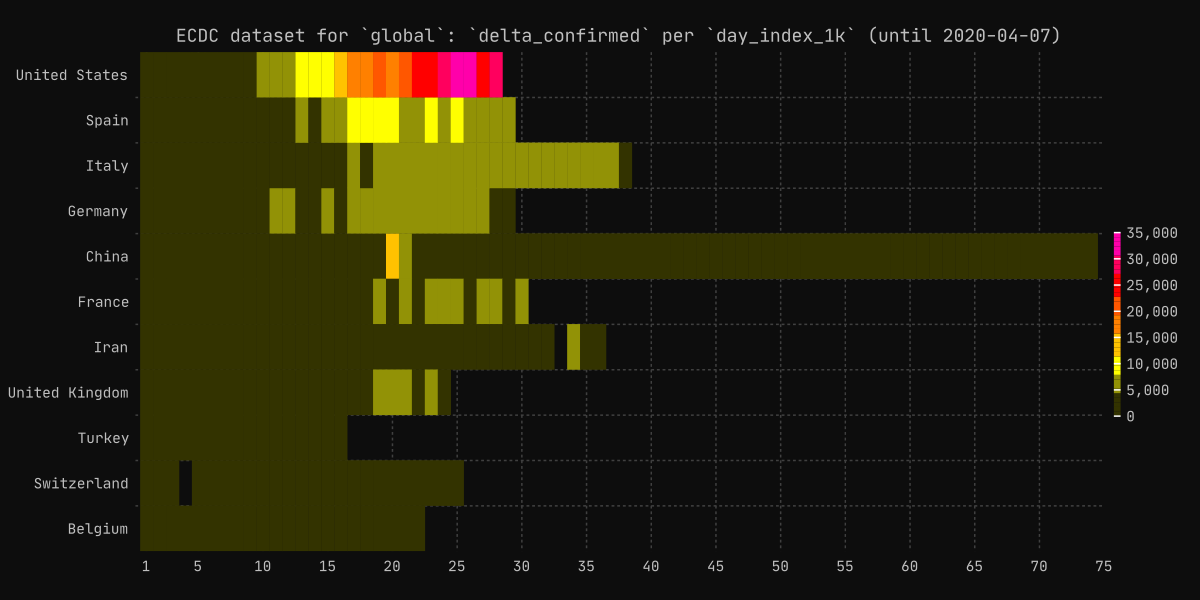 ECDC dataset for `global`: `delta_confirmed` per `day_index_1k` (until 2020-04-07)
United States
Spain
Italy
Germany
China
France
Iran
United Kingdom
Turkey
Switzerland
Belgium
1 5 10 15 20 25 30 35 40 45 50 55 60 65 70 75
35,000
30,000
25,000
20,000
15,000
10,000
5,000
0